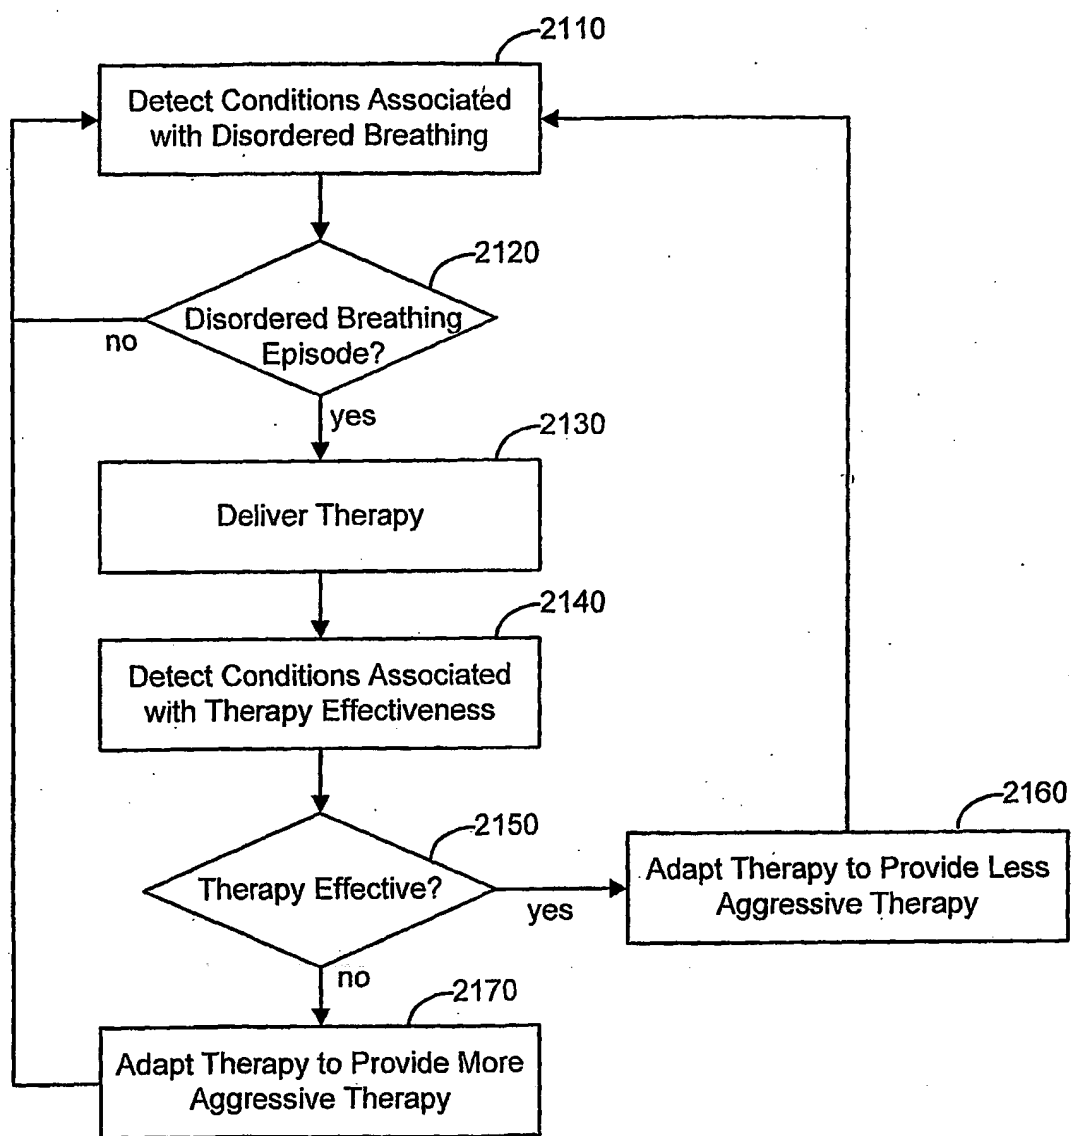 2110
Detect Conditions Associated
with Disordered Breathing
2120
Disordered Breathing
Episode?
no
yes
2130
Deliver Therapy
2140
Detect Conditions Associated
with Therapy Effectiveness
2150
Therapy Effective?
yes
2160
Adapt Therapy to Provide Less
Aggressive Therapy
no
2170
Adapt Therapy to Provide More
Aggressive Therapy